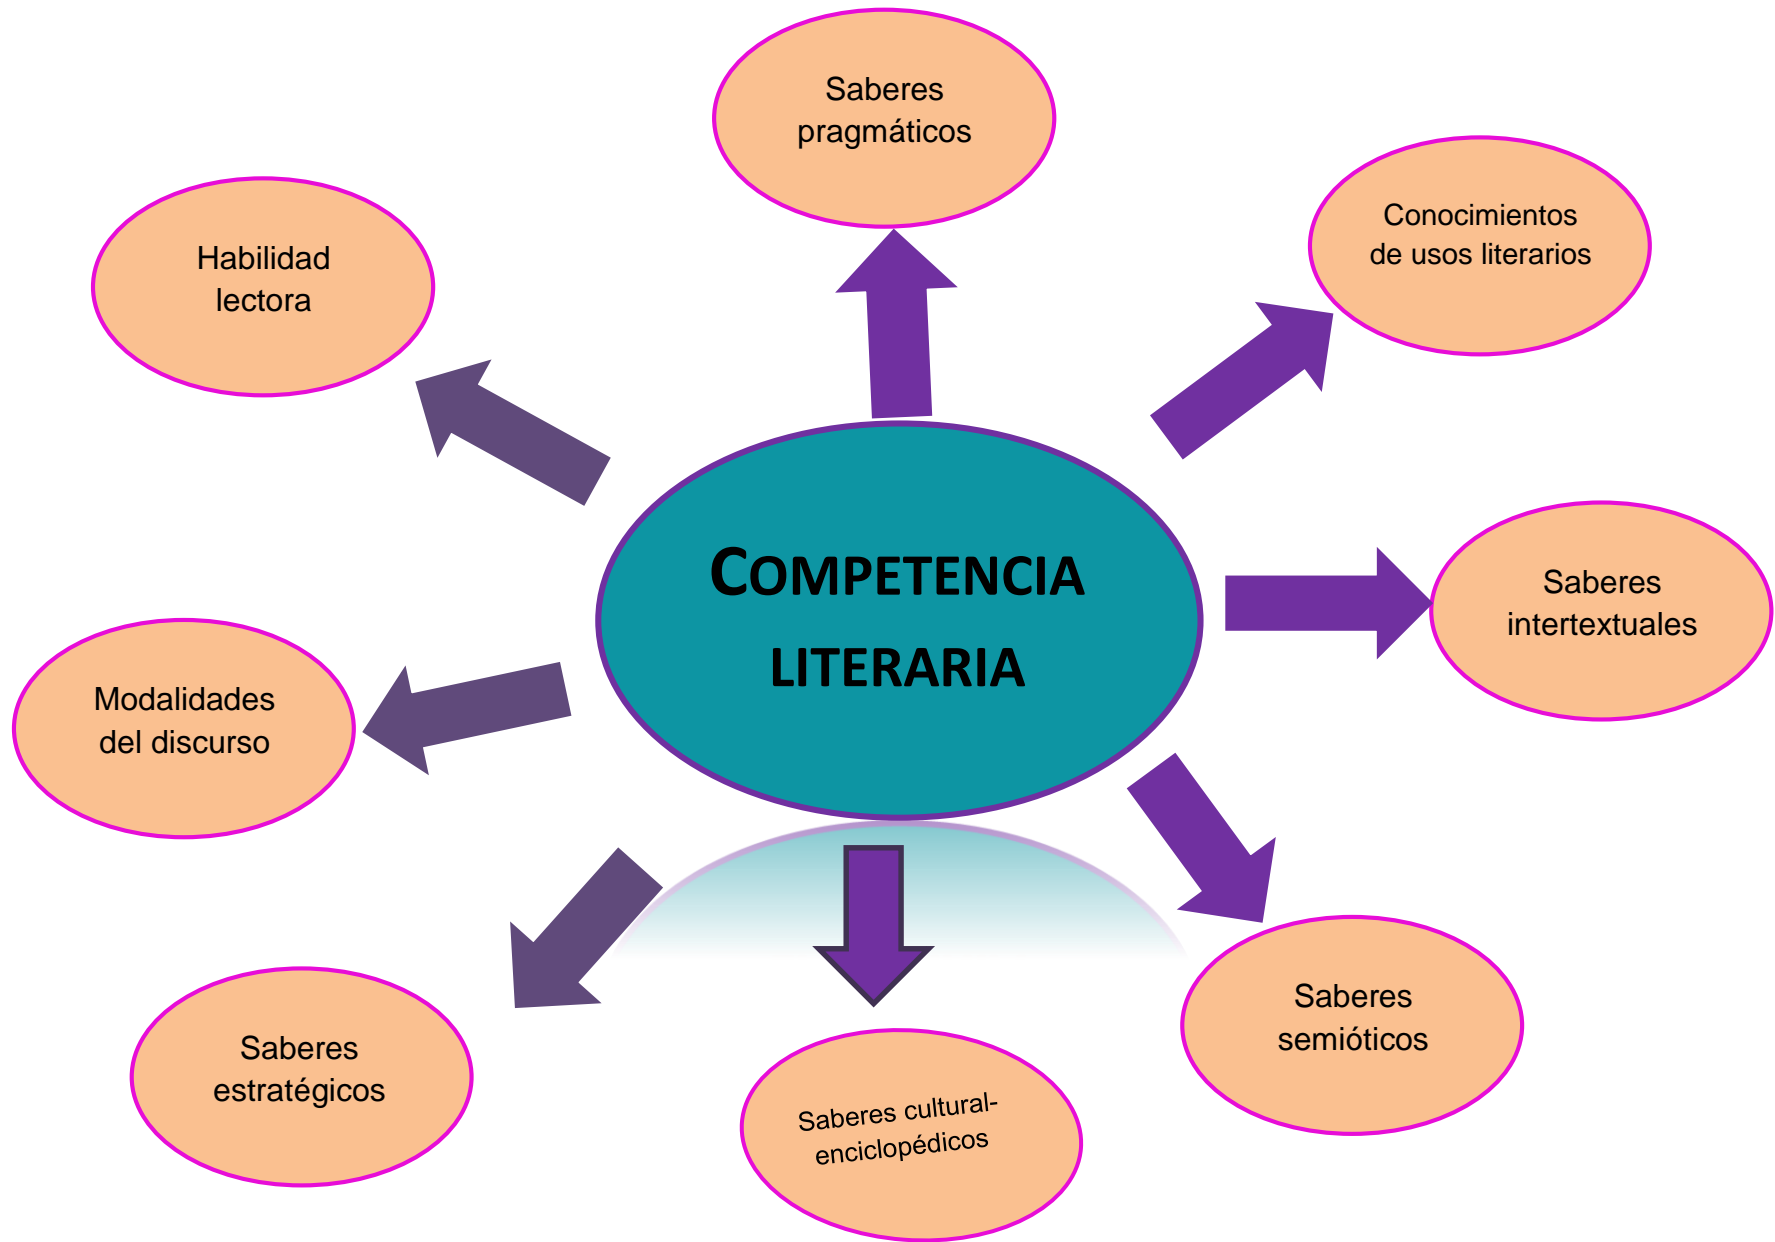 Saberes
pragmáticos
Conocimientos
de usos literarios
Habilidad
lectora
COMPETENCIA
LITERARIA
Saberes
intertextuales
Modalidades
del discurso
Saberes
semióticos
Saberes
estratégicos
Saberes cultural-
enciclopédicos